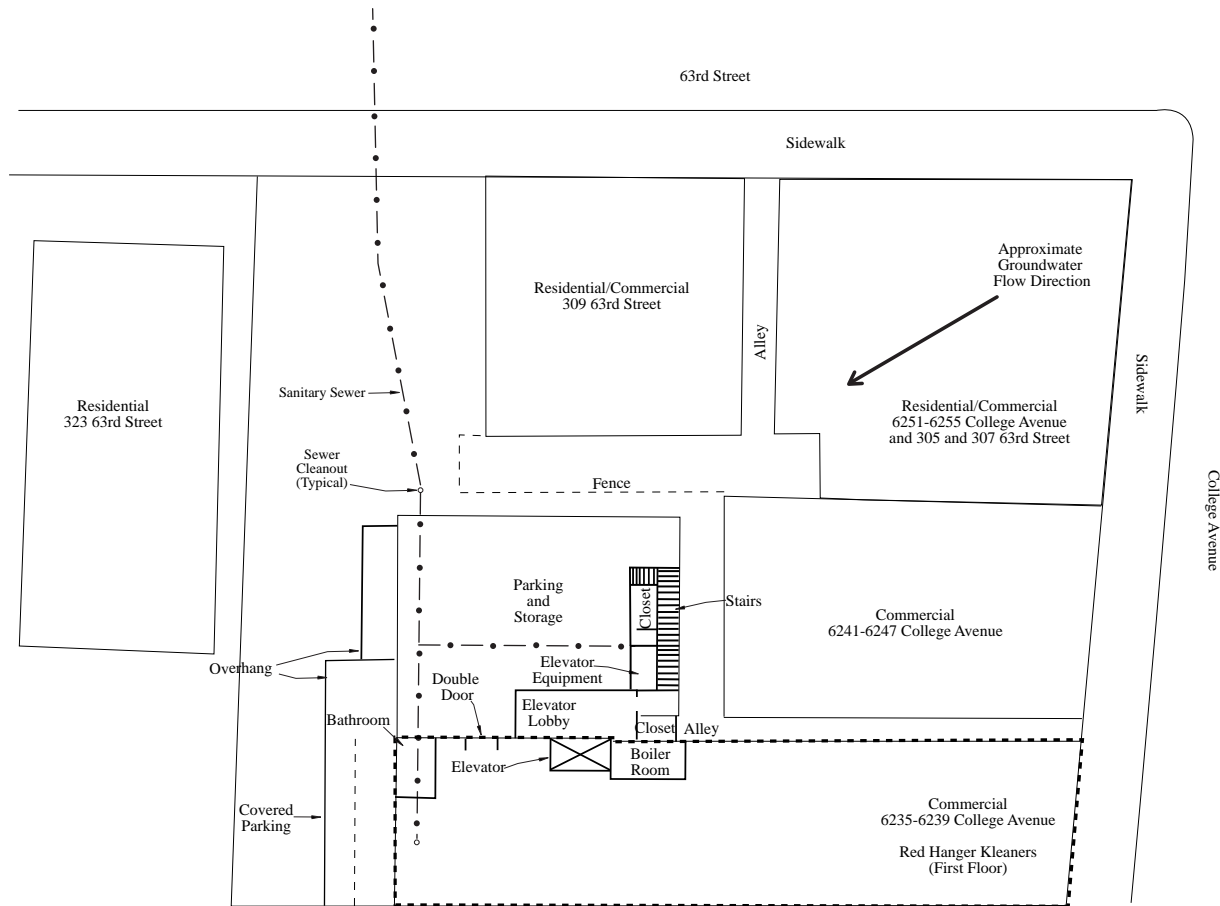 63rd Street
Sidewalk
Approximate
Groundwater
Flow Direction
Residential/Commercial
309 63rd Street
Alley
Sidewalk
Sanitary Sewer
Residential
323 63rd Street
Residential/Commercial
6251-6255 College Avenue
and 305 and 307 63rd Street
Sewer
Cleanout
(Typical)
Fence
College Avenue
Parking
and
Storage
Closet
Stairs
Commercial
6241-6247 College Avenue
Overhang
Elevator
Equipment
Double
Door
Elevator
Lobby
Bathroom
Closet
Alley
Elevator
Boiler
Room
Covered
Parking
Commercial
6235-6239 College Avenue
Red Hanger Kleaners
(First Floor)